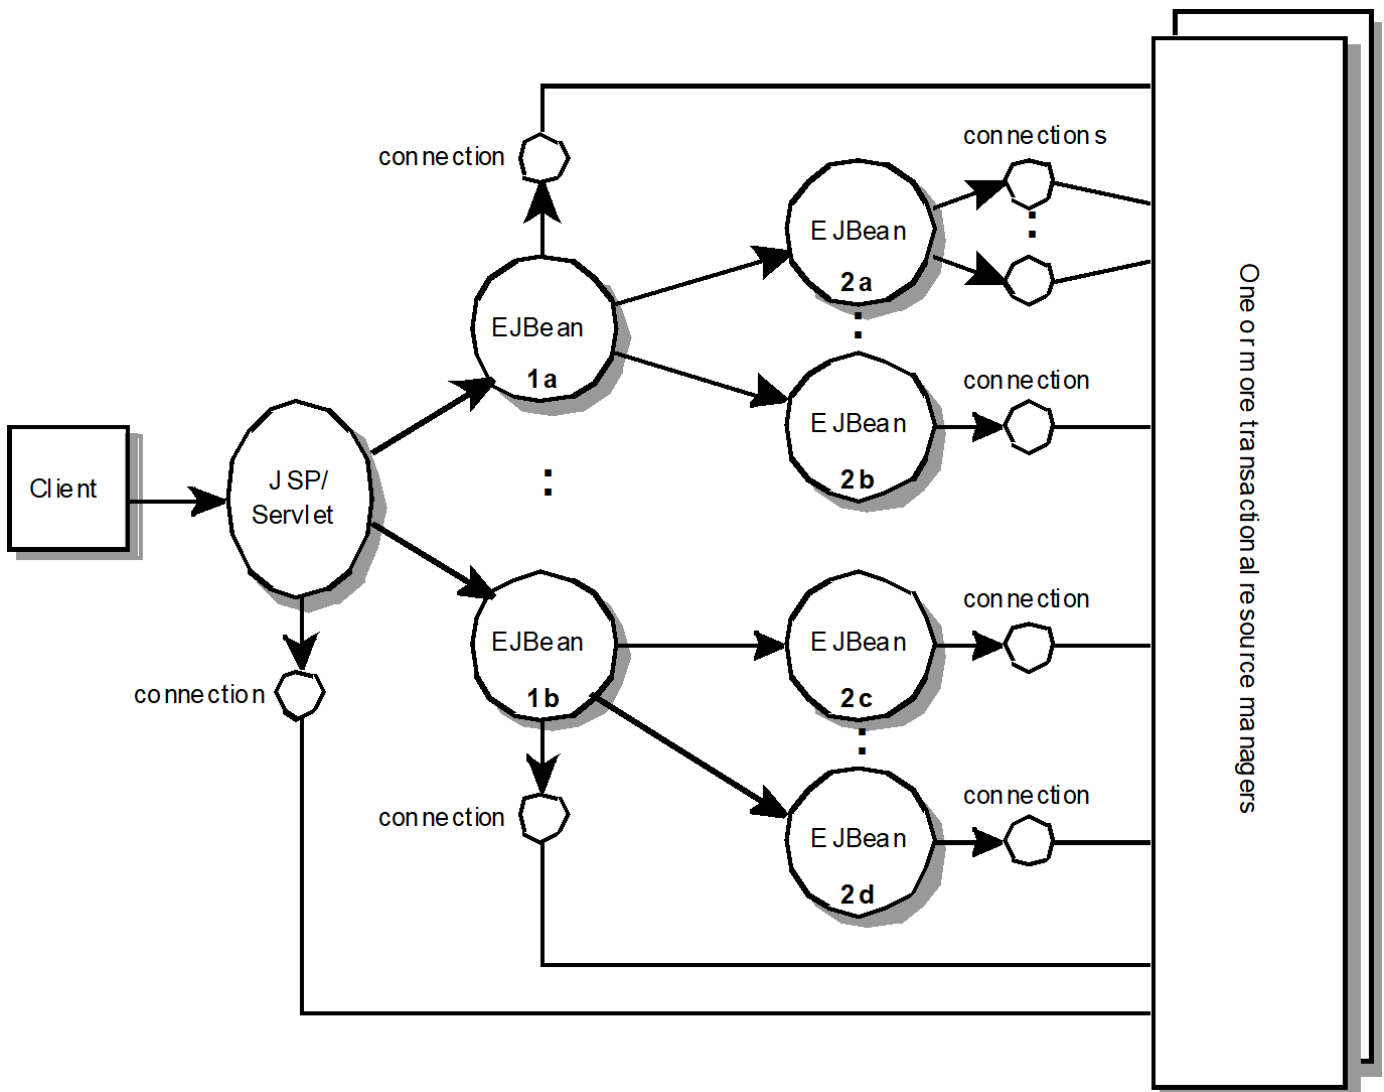 connection
connections
EJBean
2a
EJBean
1a
connection
EJBean
2b
Client
JSP/
Servlet
One or more transactional resource managers
connection
EJBean
1b
EJBean
2c
connection
connection
connection
EJBean
2d